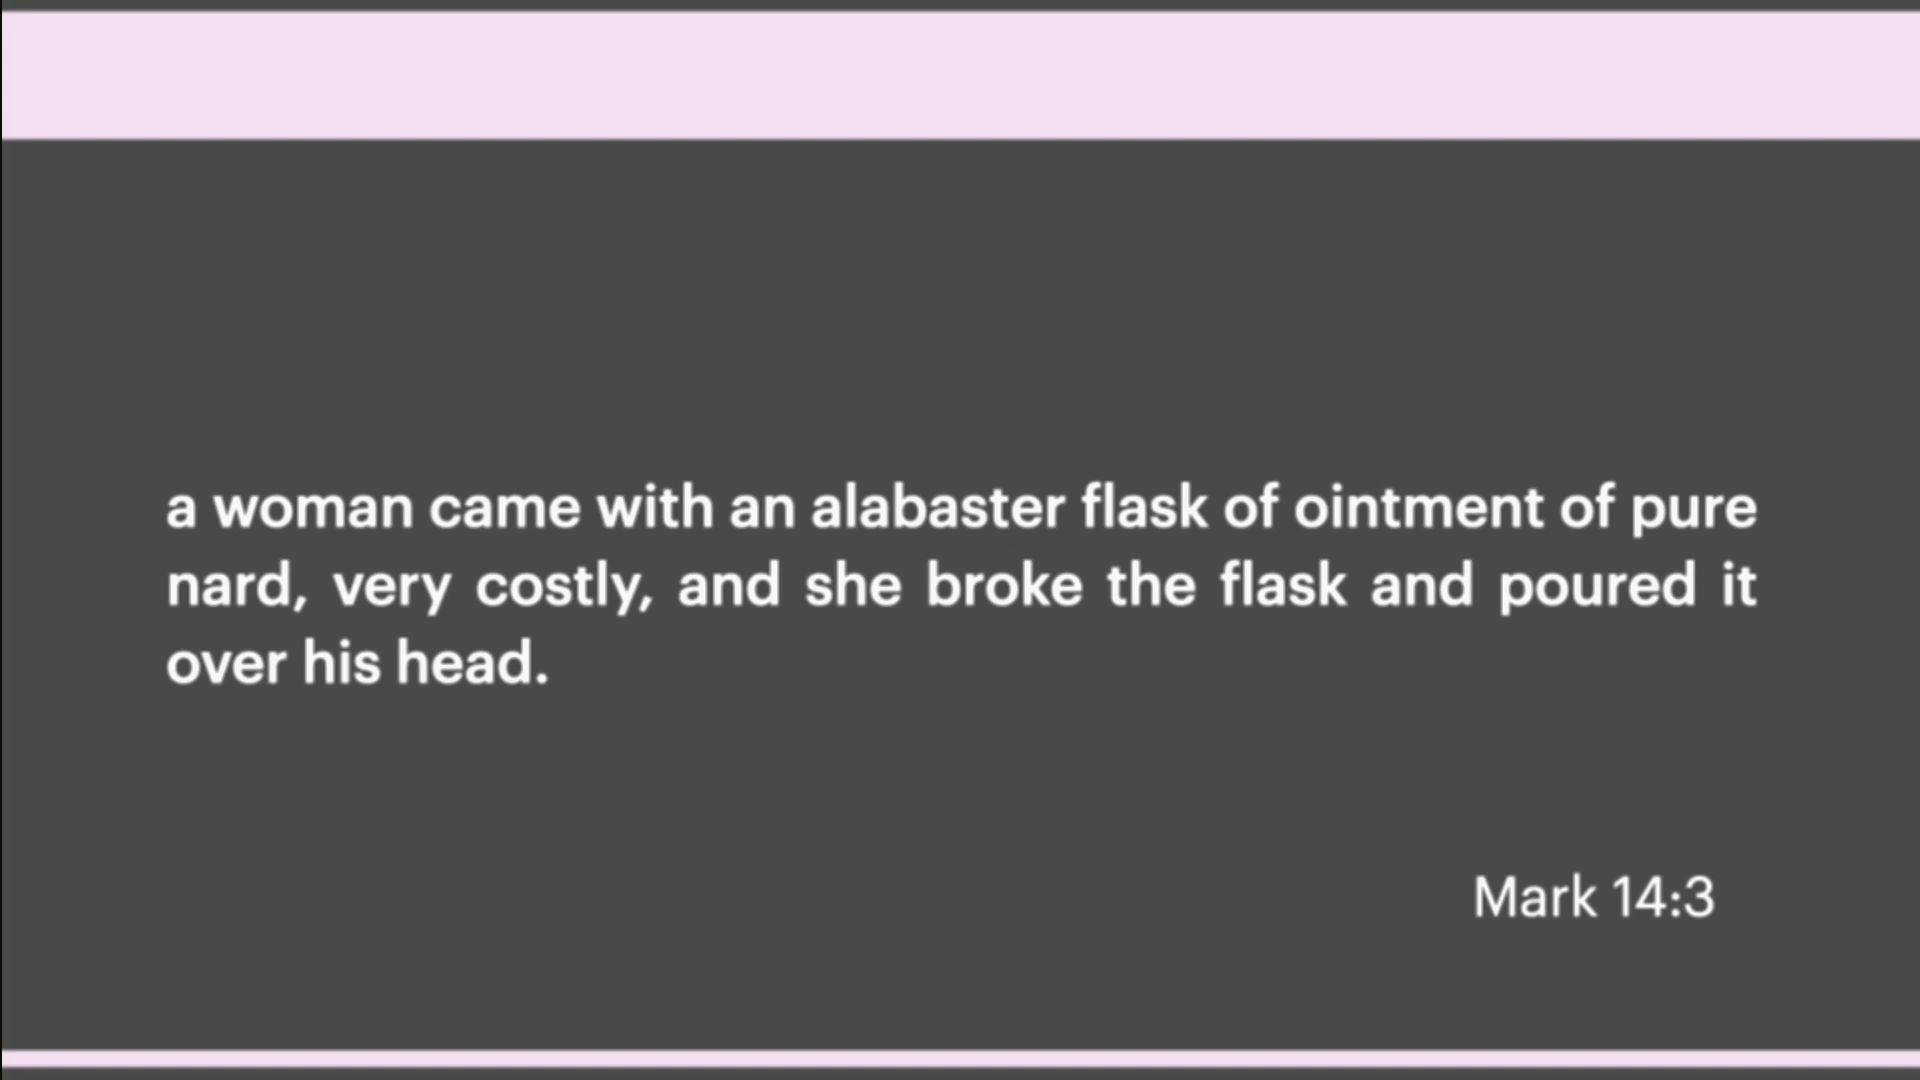 a woman came with an alabaster flask of ointment of pure
nard, very costly, and she broke the flask and poured it
over his head.
Mark 14:3